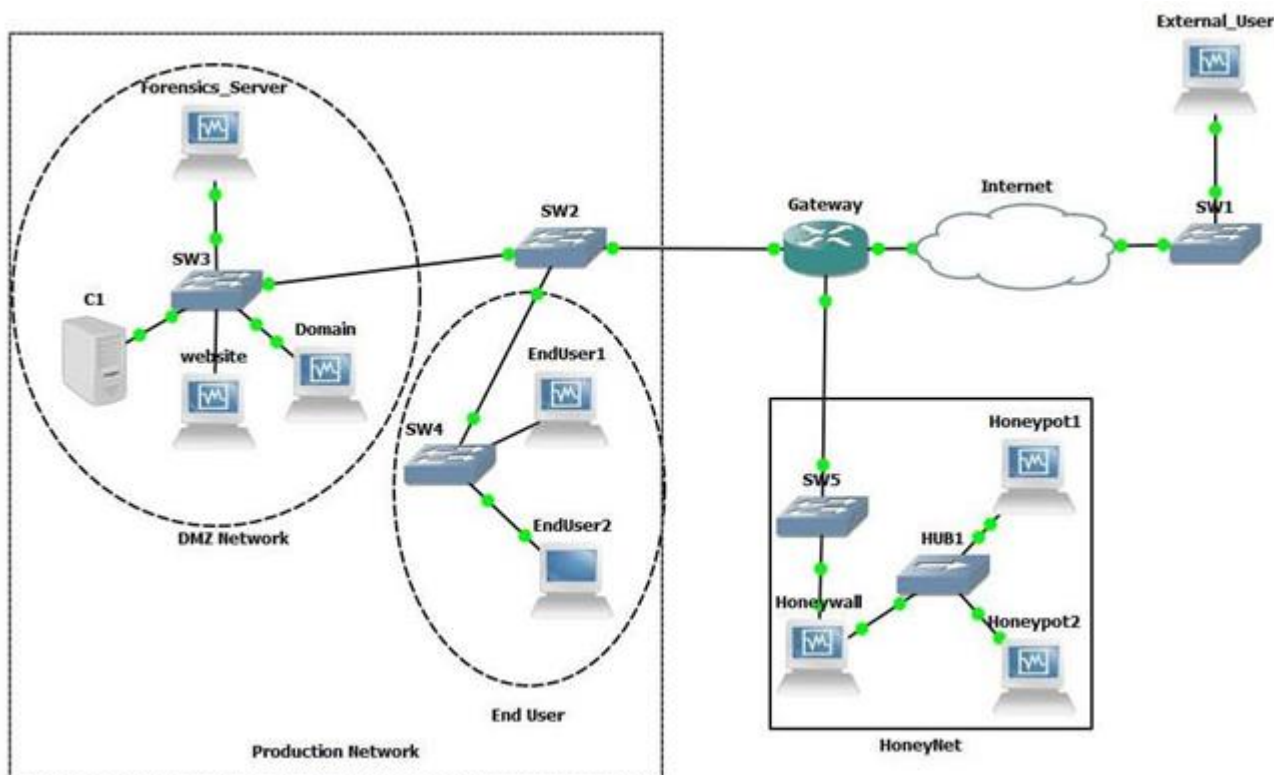 External_User
Forensics_Server
SW2
Gateway
Internet
SW1
SW3
C1
Domain
website
EndUser1
SW4
Honeypot1
SW5
HUB1
EndUser2
DMZ Network
Honeywall
Honeypot2
End User
Production Network
HoneyNet